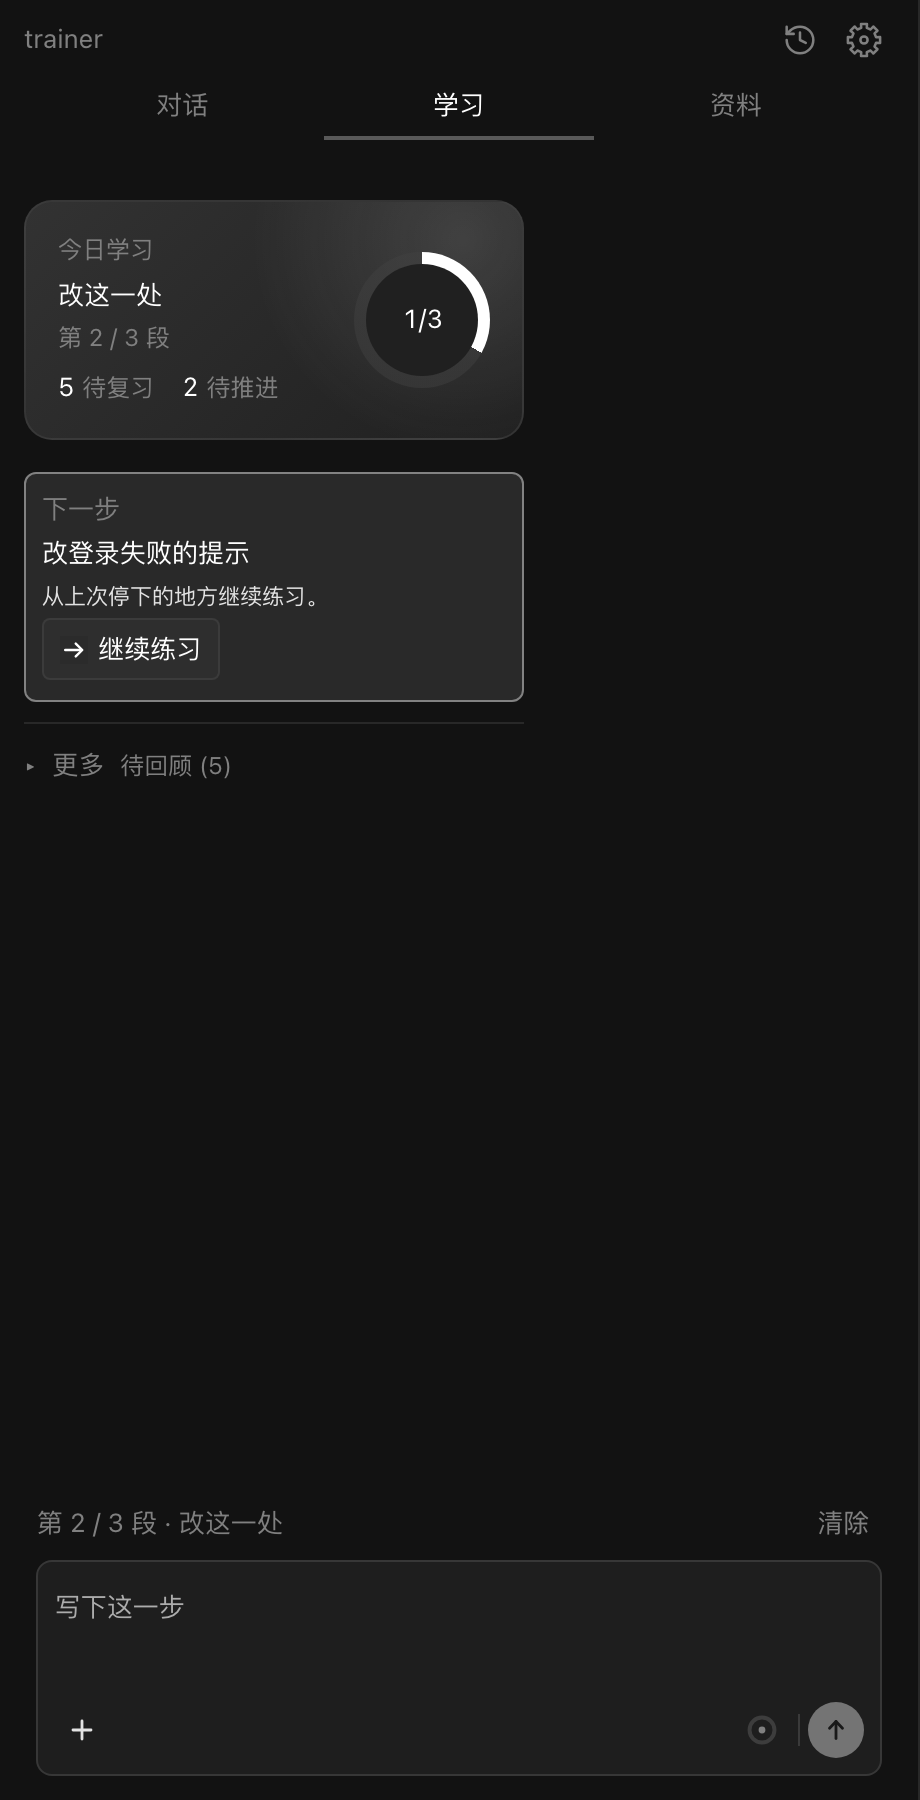 trainer
对话 学习 资料
今日学习
改这一处
第 2 / 3 段
1/3
5 待复习 2 待推进
下一步
改登录失败的提示
从上次停下的地方继续练习。
→ 继续练习
▸ 更多 待回顾 (5)
第 2 / 3 段 · 改这一处 清除
写下这一步